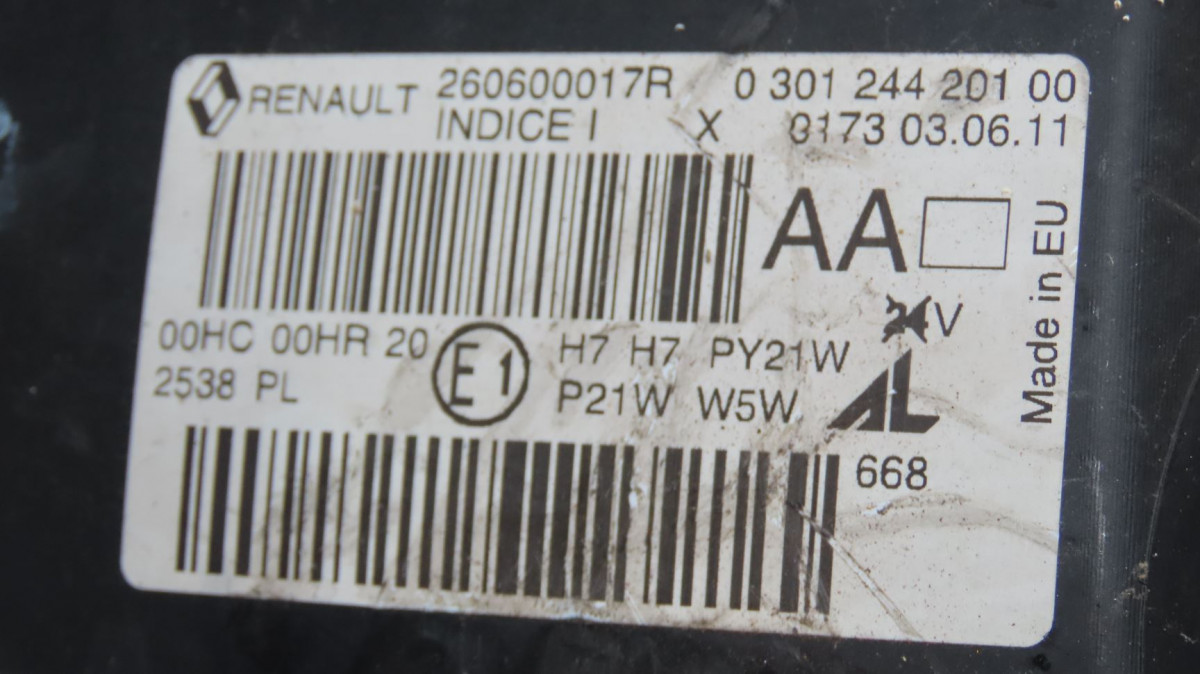 RENAULT 260600017R 0 301 244 201 00
INDICE I X 0173 03.06.11
AA
Made in EU
24V
00HC 00HR 20 E1 H7 H7 PY21W
2538 PL P21W W5W AL
668